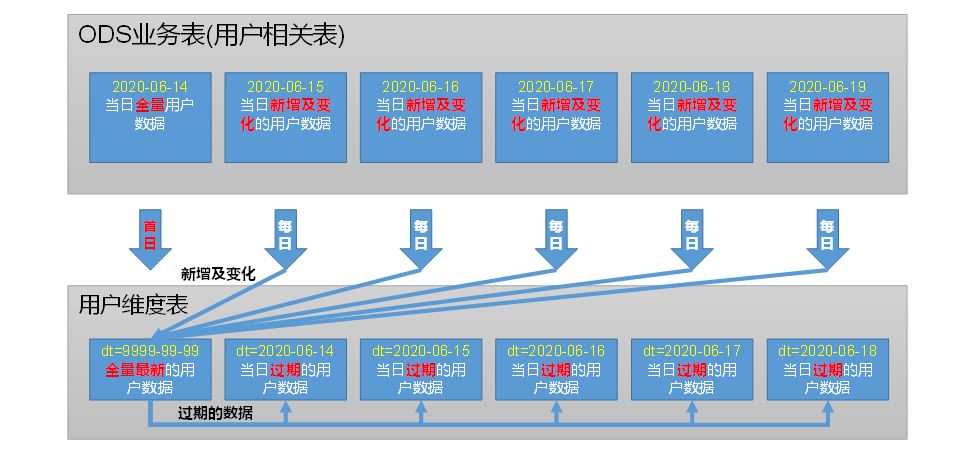 ODS业务表(用户相关表)
2020-06-14
当日全量用户
数据
2020-06-15
当日新增及变
化的用户数据
2020-06-16
当日新增及变
化的用户数据
2020-06-17
当日新增及变
化的用户数据
2020-06-18
当日新增及变
化的用户数据
2020-06-19
当日新增及变
化的用户数据
首
日
每
日
每
日
每
日
每
日
每
日
新增及变化
用户维度表
dt=9999-99-99
全量最新的用
户数据
dt=2020-06-14
当日过期的用
户数据
dt=2020-06-15
当日过期的用
户数据
dt=2020-06-16
当日过期的用
户数据
dt=2020-06-17
当日过期的用
户数据
dt=2020-06-18
当日过期的用
户数据
过期的数据